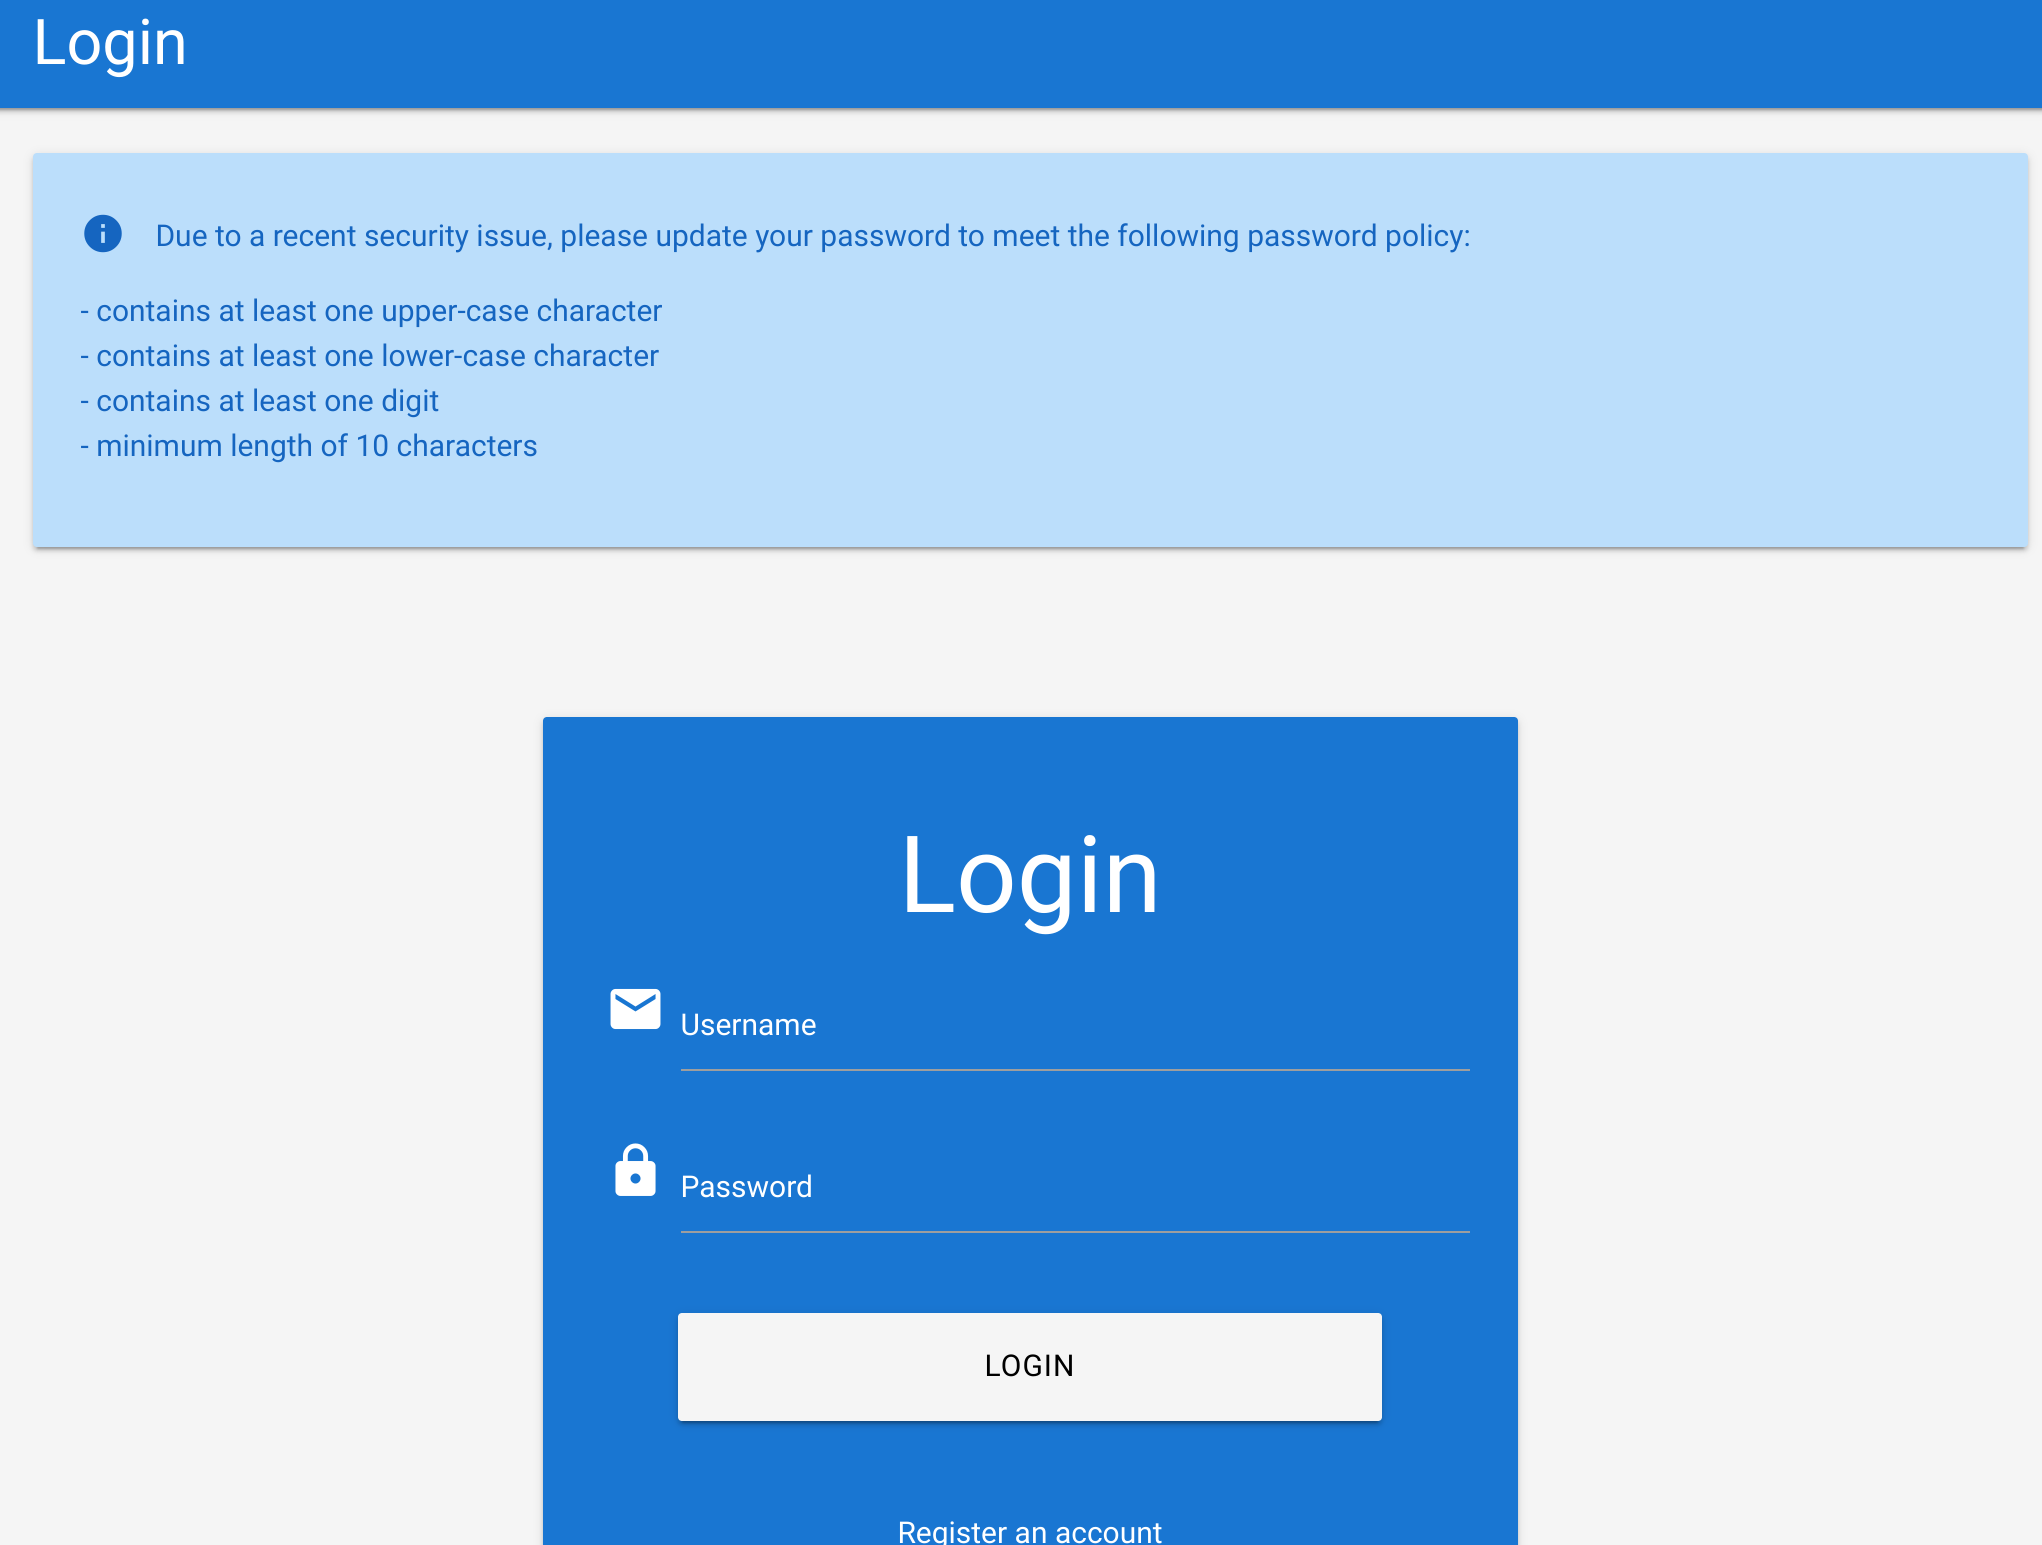 Login
Due to a recent security issue, please update your password to meet the following password policy:
- contains at least one upper-case character
- contains at least one lower-case character
- contains at least one digit
- minimum length of 10 characters
Login
Username
Password
LOGIN
Register an account